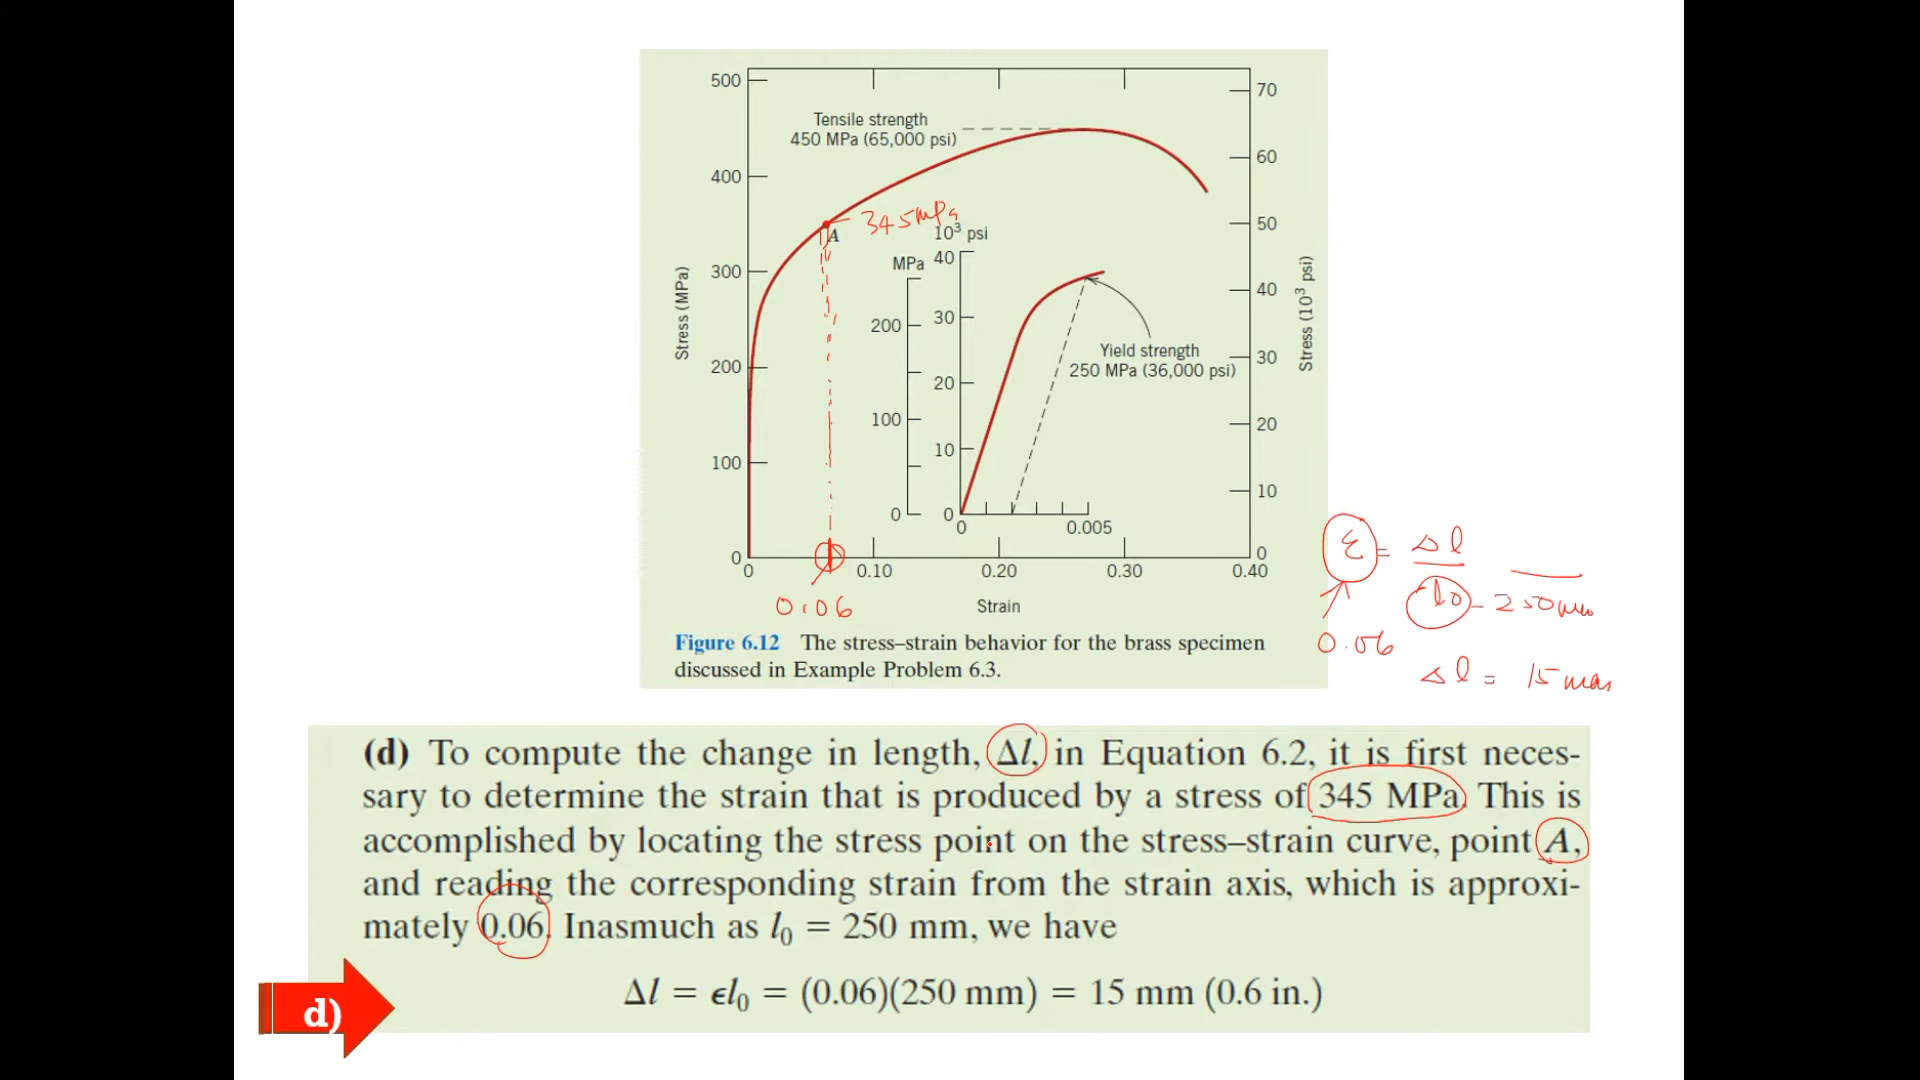 500
400
300
200
100
0
Stress (MPa)
Tensile strength
450 MPa (65,000 psi)
A
345 MPa
10³ psi
MPa
40
30
20
10
0
200
100
0
0
0.005
Yield strength
250 MPa (36,000 psi)
70
60
50
40
30
20
10
0
Stress (10³ psi)
0
0.10
0.20
0.30
0.40
0.06
Strain
Figure 6.12 The stress–strain behavior for the brass specimen
discussed in Example Problem 6.3.
ε = Δl
l0 - 250 mm
0.06
Δl = 15 mm
(d) To compute the change in length, Δl, in Equation 6.2, it is first neces-
sary to determine the strain that is produced by a stress of 345 MPa. This is
accomplished by locating the stress point on the stress–strain curve, point A,
and reading the corresponding strain from the strain axis, which is approxi-
mately 0.06. Inasmuch as l₀ = 250 mm, we have
Δl = ϵl₀ = (0.06)(250 mm) = 15 mm (0.6 in.)
d)